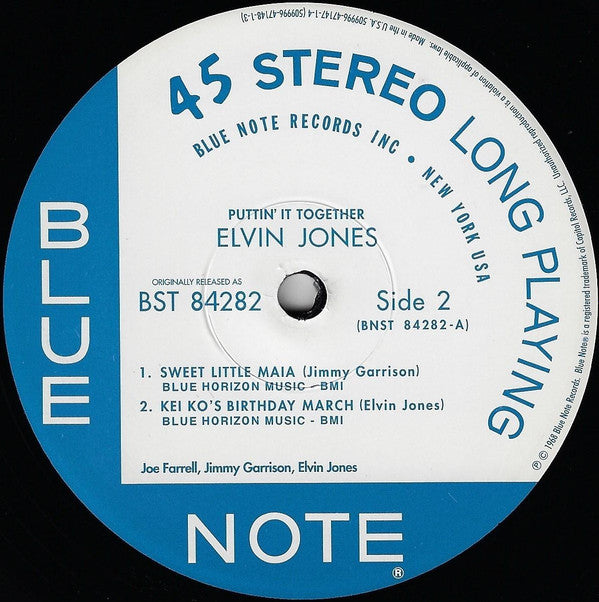 45 STEREO LONG PLAYING
BLUE NOTE RECORDS INC • NEW YORK USA
PUTTIN' IT TOGETHER
ELVIN JONES
ORIGINALLY RELEASED AS
BST 84282
Side 2
(BNST 84282-A)
1. SWEET LITTLE MAIA (Jimmy Garrison)
BLUE HORIZON MUSIC - BMI
2. KEI KO'S BIRTHDAY MARCH (Elvin Jones)
BLUE HORIZON MUSIC - BMI
Joe Farrell, Jimmy Garrison, Elvin Jones
BLUE
NOTE®
℗ © 1968 Blue Note Records. Blue Note® is a registered trademark of Capitol Records, LLC. Unauthorized reproduction is a violation of applicable laws. Made in the U.S.A. 509996-47147-1-4 (509996-47148-1-3)